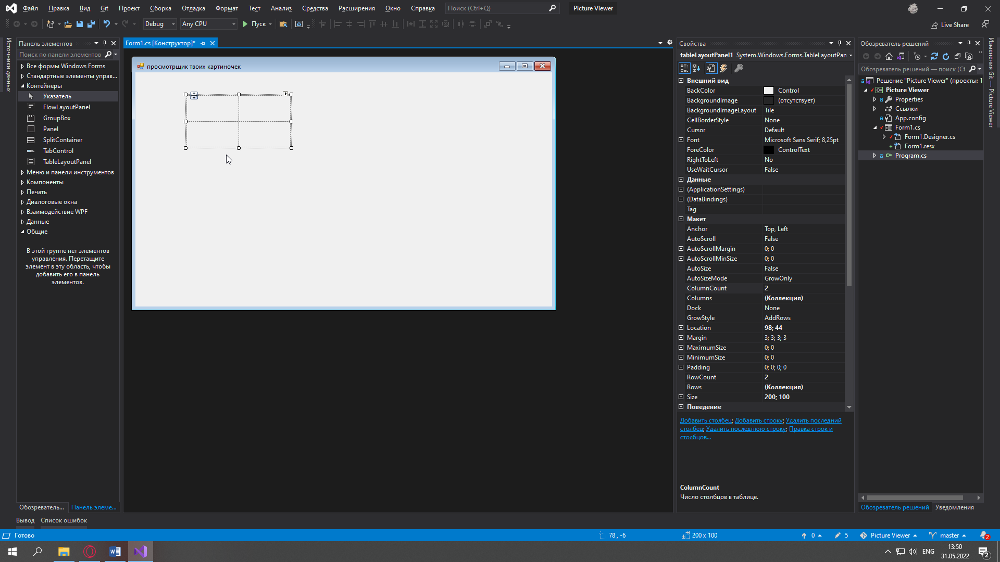 Файл Правка Вид Git Проект Сборка Отладка Формат Тест Анализ Средства Расширения Окно Справка Поиск (Ctrl+Q) Picture Viewer
Debug Any CPU Пуск Live Share
Источники данных
Панель элементов
Поиск по панели элементов
Все формы Windows Forms
Стандартные элементы управ...
Контейнеры
Указатель
FlowLayoutPanel
GroupBox
Panel
SplitContainer
TabControl
TableLayoutPanel
Меню и панели инструментов
Компоненты
Печать
Диалоговые окна
Взаимодействие WPF
Данные
Общие
В этой группе нет элементов
управления. Перетащите
элемент в эту область, чтобы
добавить его в панель
элементов.
Обозреватель... Панель элеме...
Form1.cs [Конструктор]*
просмотрщик твоих картиночек
Свойства
tableLayoutPanel1 System.Windows.Forms.TableLayoutPan
Внешний вид
BackColor Control
BackgroundImage (отсутствует)
BackgroundImageLayout Tile
CellBorderStyle None
Cursor Default
Font Microsoft Sans Serif; 8,25pt
ForeColor ControlText
RightToLeft No
UseWaitCursor False
Данные
(ApplicationSettings)
(DataBindings)
Tag
Макет
Anchor Top, Left
AutoScroll False
AutoScrollMargin 0; 0
AutoScrollMinSize 0; 0
AutoSize False
AutoSizeMode GrowOnly
ColumnCount 2
Columns (Коллекция)
Dock None
GrowStyle AddRows
Location 98; 44
Margin 3; 3; 3; 3
MaximumSize 0; 0
MinimumSize 0; 0
Padding 0; 0; 0; 0
RowCount 2
Rows (Коллекция)
Size 200; 100
Поведение
Добавить столбец; Добавить строку; Удалить последний
столбец; Удалить последнюю строку; Правка строк и
столбцов...
ColumnCount
Число столбцов в таблице.
Обозреватель решений
Обозреватель решений — поиск (Ct
Решение "Picture Viewer" (проекты: 1
Picture Viewer
Properties
Ссылки
App.config
Form1.cs
Form1.Designer.cs
Form1.resx
Program.cs
Обозреватель решений Уведомления
Изменения Git — Picture Viewer
Вывод Список ошибок
Готово 78 , -6 200 x 100 0 5 Picture Viewer master 2
ENG 13:50
31.05.2022 2